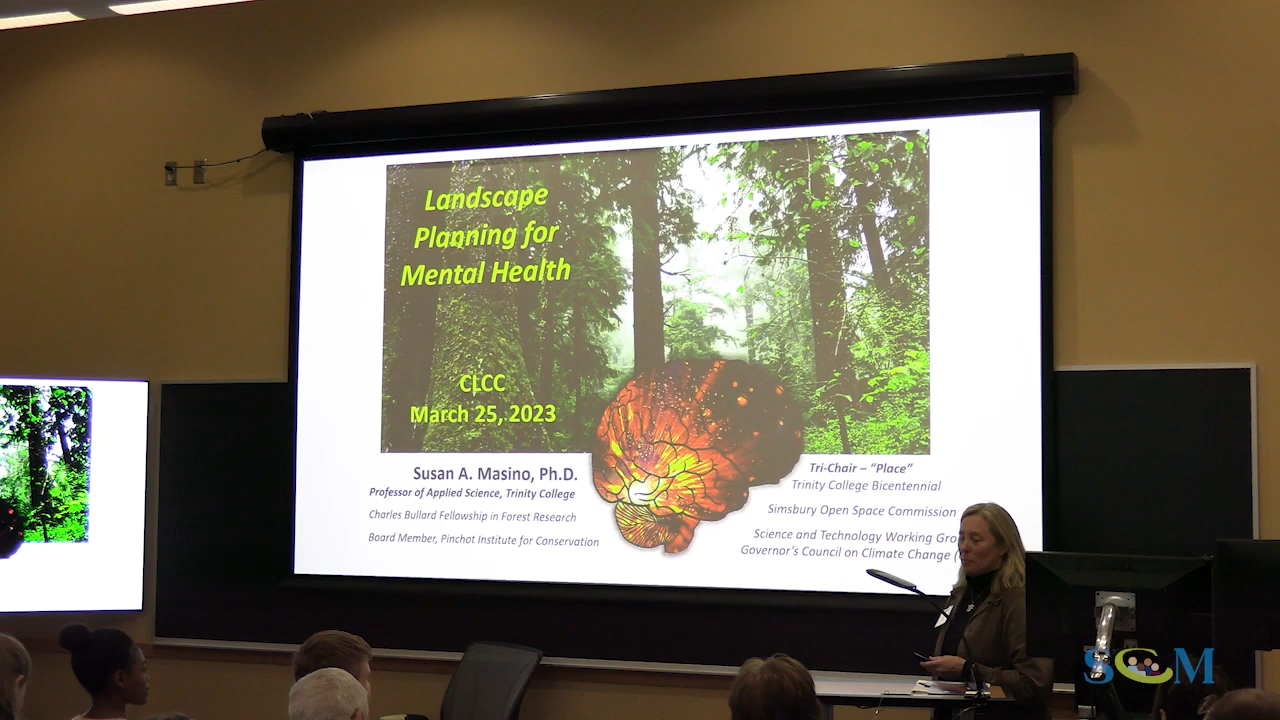 Landscape
Planning for
Mental Health
CLCC
March 25, 2023
Susan A. Masino, Ph.D.
Professor of Applied Science, Trinity College
Charles Bullard Fellowship in Forest Research
Board Member, Pinchot Institute for Conservation
Tri-Chair – “Place”
Trinity College Bicentennial
Simsbury Open Space Commission
Science and Technology Working
Governor’s Council on Climate Change (
SCM